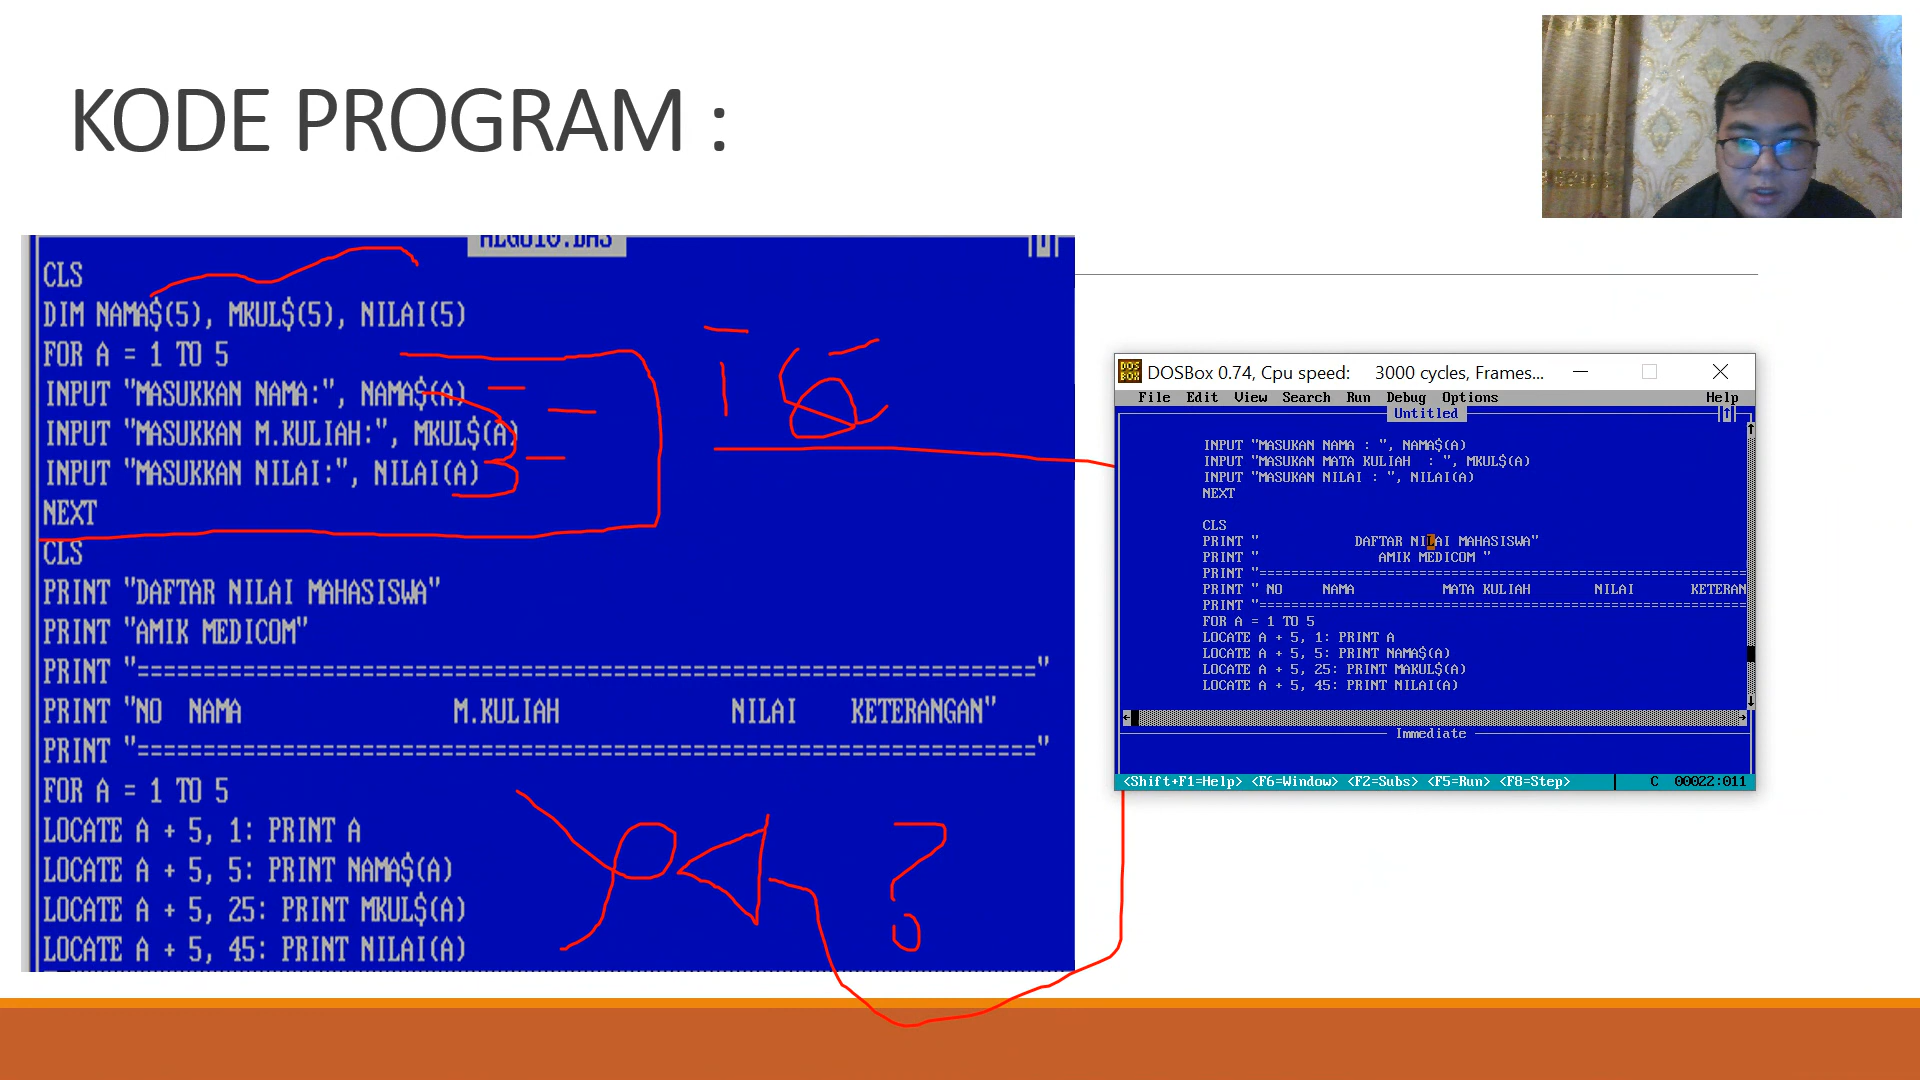 KODE PROGRAM :
CLS
DIM NAMA$(5), MKUL$(5), NILAI(5)
FOR A = 1 TO 5
INPUT "MASUKKAN NAMA:", NAMA$(A)
INPUT "MASUKKAN M.KULIAH:", MKUL$(A)
INPUT "MASUKKAN NILAI:", NILAI(A)
NEXT
CLS
PRINT "DAFTAR NILAI MAHASISWA"
PRINT "AMIK MEDICOM"
PRINT "===================================================================="
PRINT "NO NAMA M.KULIAH NILAI KETERANGAN"
PRINT "===================================================================="
FOR A = 1 TO 5
LOCATE A + 5, 1: PRINT A
LOCATE A + 5, 5: PRINT NAMA$(A)
LOCATE A + 5, 25: PRINT MKUL$(A)
LOCATE A + 5, 45: PRINT NILAI(A)
?
DOSBox 0.74, Cpu speed: 3000 cycles, Frames...
File Edit View Search Run Debug Options Help
Untitled
INPUT "MASUKAN NAMA : ", NAMA$(A)
INPUT "MASUKAN MATA KULIAH : ", MKUL$(A)
INPUT "MASUKAN NILAI : ", NILAI(A)
NEXT
CLS
PRINT " DAFTAR NILAI MAHASISWA"
PRINT " AMIK MEDICOM "
PRINT "=============================================================
PRINT " NO NAMA MATA KULIAH NILAI KETERAN
PRINT "=============================================================
FOR A = 1 TO 5
LOCATE A + 5, 1: PRINT A
LOCATE A + 5, 5: PRINT NAMA$(A)
LOCATE A + 5, 25: PRINT MAKUL$(A)
LOCATE A + 5, 45: PRINT NILAI(A)
Immediate
<Shift+F1=Help> <F6=Window> <F2=Subs> <F5=Run> <F8=Step> C 00022:011